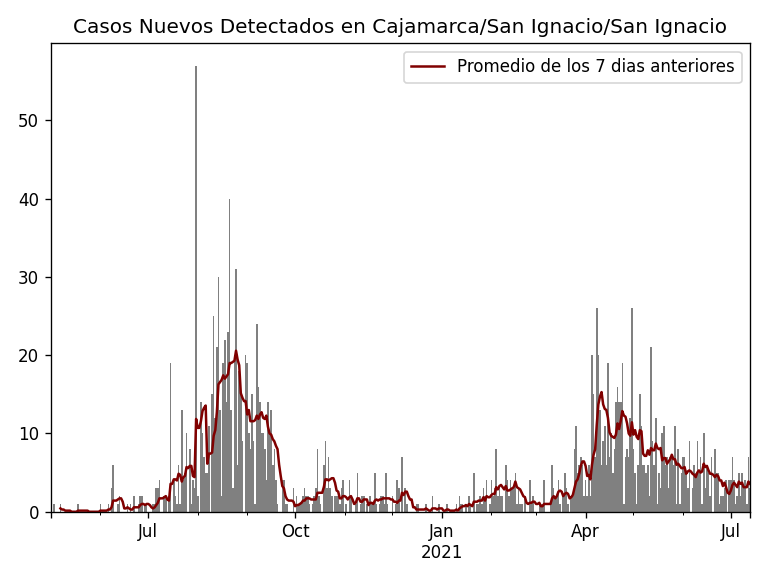 Casos Nuevos Detectados en Cajamarca/San Ignacio/San Ignacio
Promedio de los 7 dias anteriores
50
40
30
20
10
0
Jul
Oct
Jan
2021
Apr
Jul